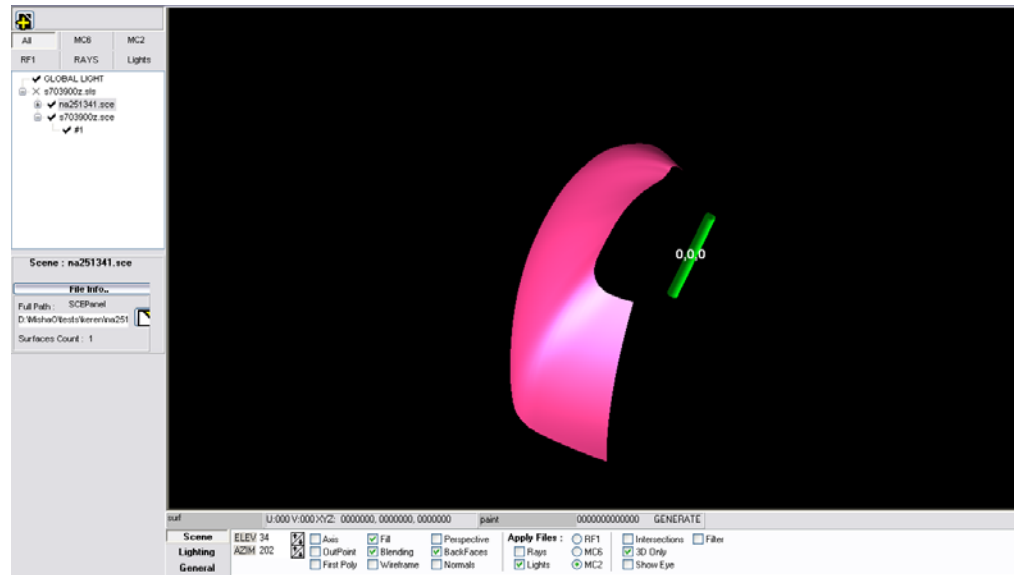 All MC6 MC2
RF1 RAYS Lights
GLOBAL LIGHT
s703900z.sls
na251341.sce
s703900z.sce
#1
Scene : na251341.sce
File Info..
Full Path : SCEPanel
D:\MishaO\tests\keren\na251
Surfaces Count : 1
0,0,0
surf U:000 V:000 XYZ: 0000000, 0000000, 0000000 paint 000000000000 GENERATE
Scene ELEV 34 Axis Fill Perspective Apply Files : RF1 Intersections Filter
Lighting AZIM 202 OutPoint Blending BackFaces Rays MC6 3D Only
General First Poly Wireframe Normals Lights MC2 Show Eye